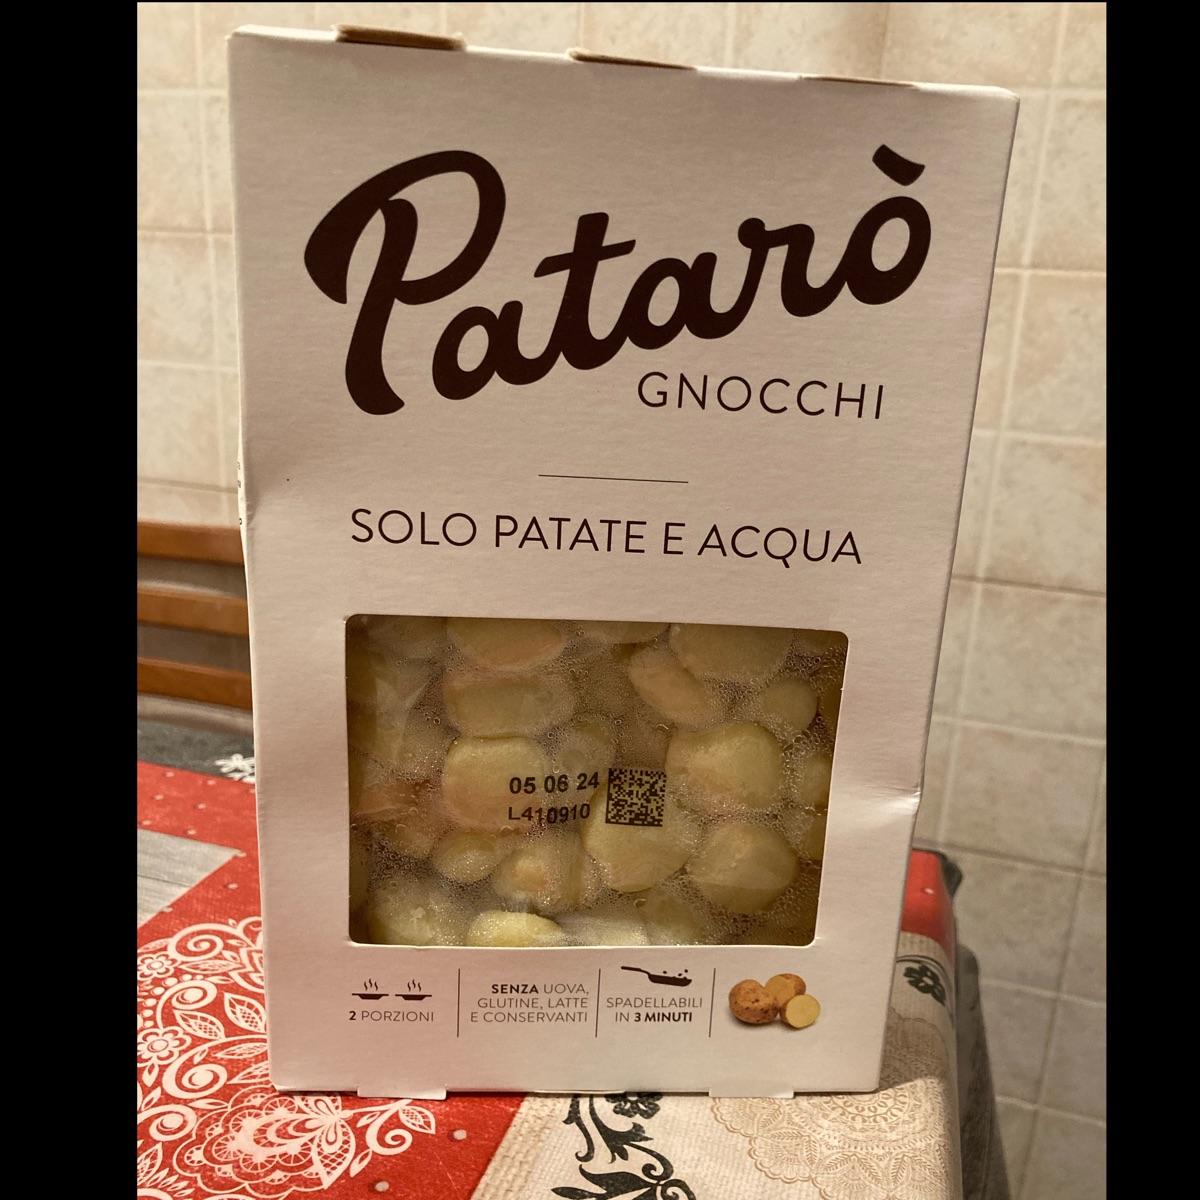 Patarò
GNOCCHI
SOLO PATATE E ACQUA
05 06 24
L410910
2 PORZIONI
SENZA UOVA,
GLUTINE, LATTE
E CONSERVANTI
SPADELLABILI
IN 3 MINUTI